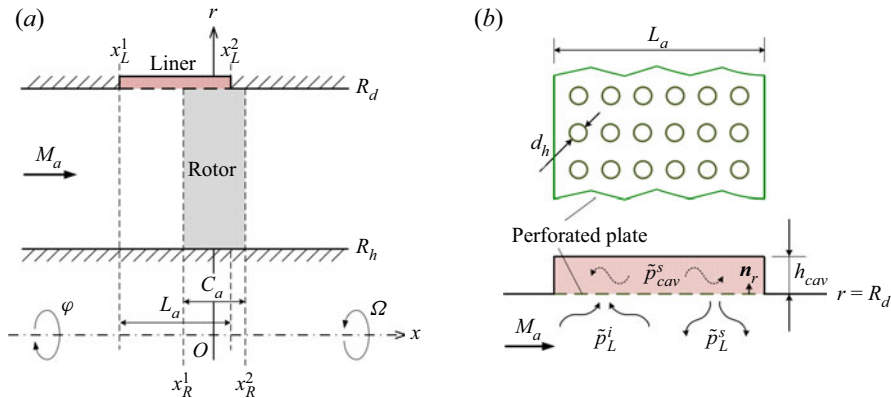 (a)
r
x_L^1
x_L^2
Liner
R_d
M_a
Rotor
R_h
C_a
L_a
φ
Ω
x
O
x_R^1
x_R^2
(b)
L_a
d_h
Perforated plate
p̃_cav^s
n_r
h_cav
r = R_d
M_a
p̃_L^i
p̃_L^s